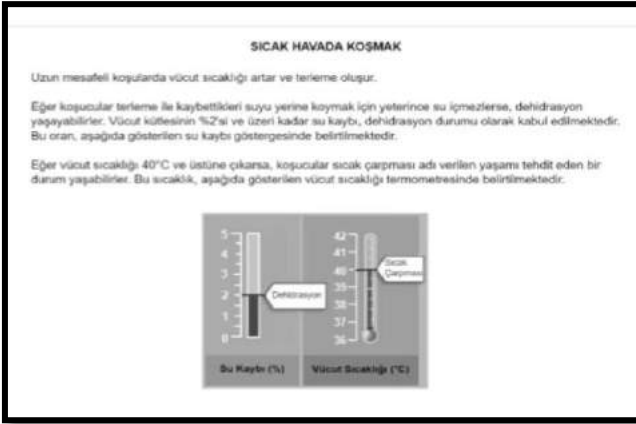 SICAK HAVADA KOŞMAK
Uzun mesafeli koşularda vücut sıcaklığı artar ve terleme oluşur.
Eğer koşucular terleme ile kaybettikleri suyu yerine koymak için yeterince su içmezlerse, dehidrasyon
yaşayabilirler. Vücut kütlesinin %2'si ve üzeri kadar su kaybı, dehidrasyon durumu olarak kabul edilmektedir.
Bu oran, aşağıda gösterilen su kaybı göstergesinde belirtilmektedir.
Eğer vücut sıcaklığı 40°C ve üstüne çıkarsa, koşucular sıcak çarpması adı verilen yaşamı tehdit eden bir
durum yaşayabilirler. Bu sıcaklık, aşağıda gösterilen vücut sıcaklığı termometresinde belirtilmektedir.
5
4
3
2
1
0
Dehidrasyon
Su Kaybı (%)
42
41
40
39
38
37
36
Sıcak
Çarpması
Vücut Sıcaklığı (°C)